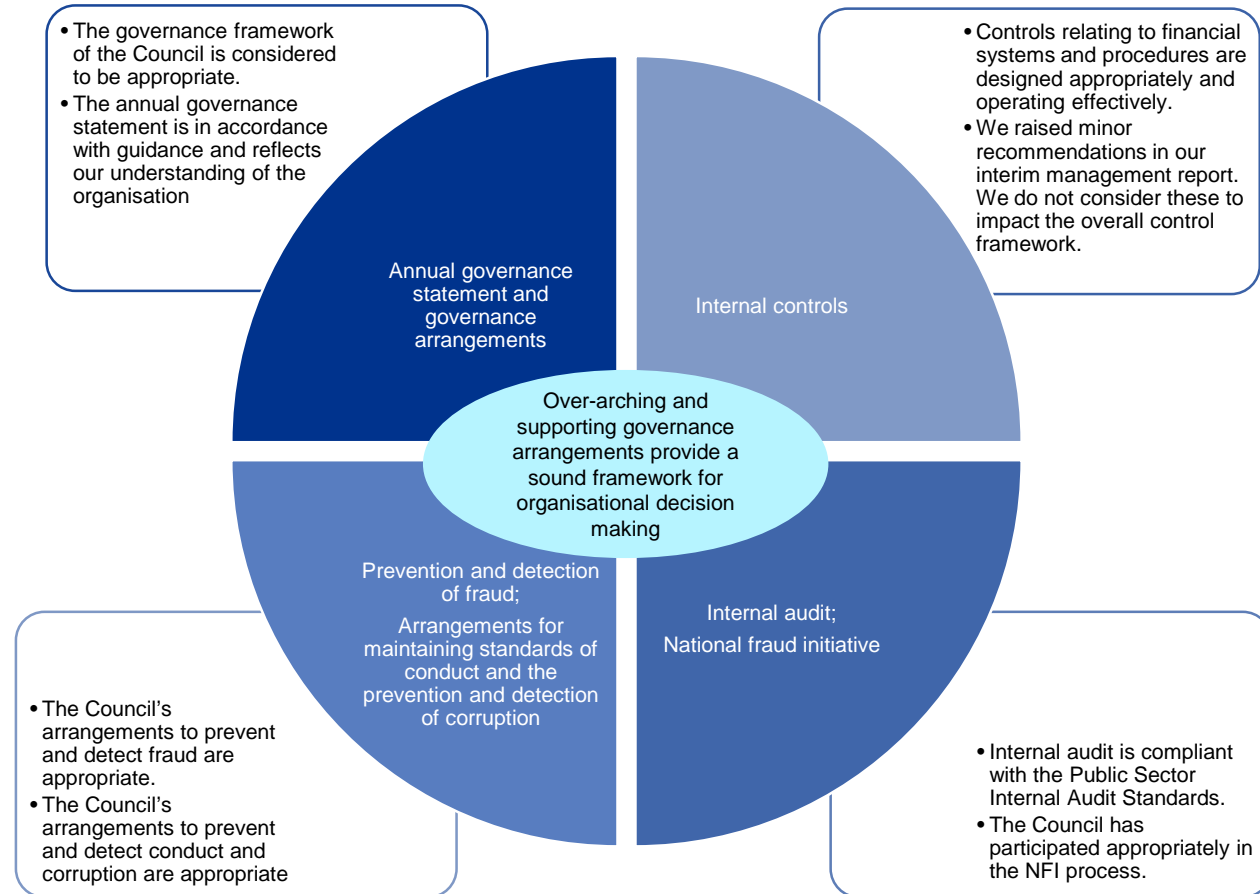 • The governance framework
of the Council is considered
to be appropriate.
• The annual governance
statement is in accordance
with guidance and reflects
our understanding of the
organisation
• Controls relating to financial
systems and procedures are
designed appropriately and
operating effectively.
• We raised minor
recommendations in our
interim management report.
We do not consider these to
impact the overall control
framework.
Annual governance
statement and
governance
arrangements
Internal controls
Over-arching and
supporting governance
arrangements provide a
sound framework for
organisational decision
making
Prevention and detection
of fraud;
Arrangements for
maintaining standards of
conduct and the
prevention and detection
of corruption
Internal audit;
National fraud initiative
• The Council’s
arrangements to prevent
and detect fraud are
appropriate.
• The Council’s
arrangements to prevent
and detect conduct and
corruption are appropriate
• Internal audit is compliant
with the Public Sector
Internal Audit Standards.
• The Council has
participated appropriately in
the NFI process.